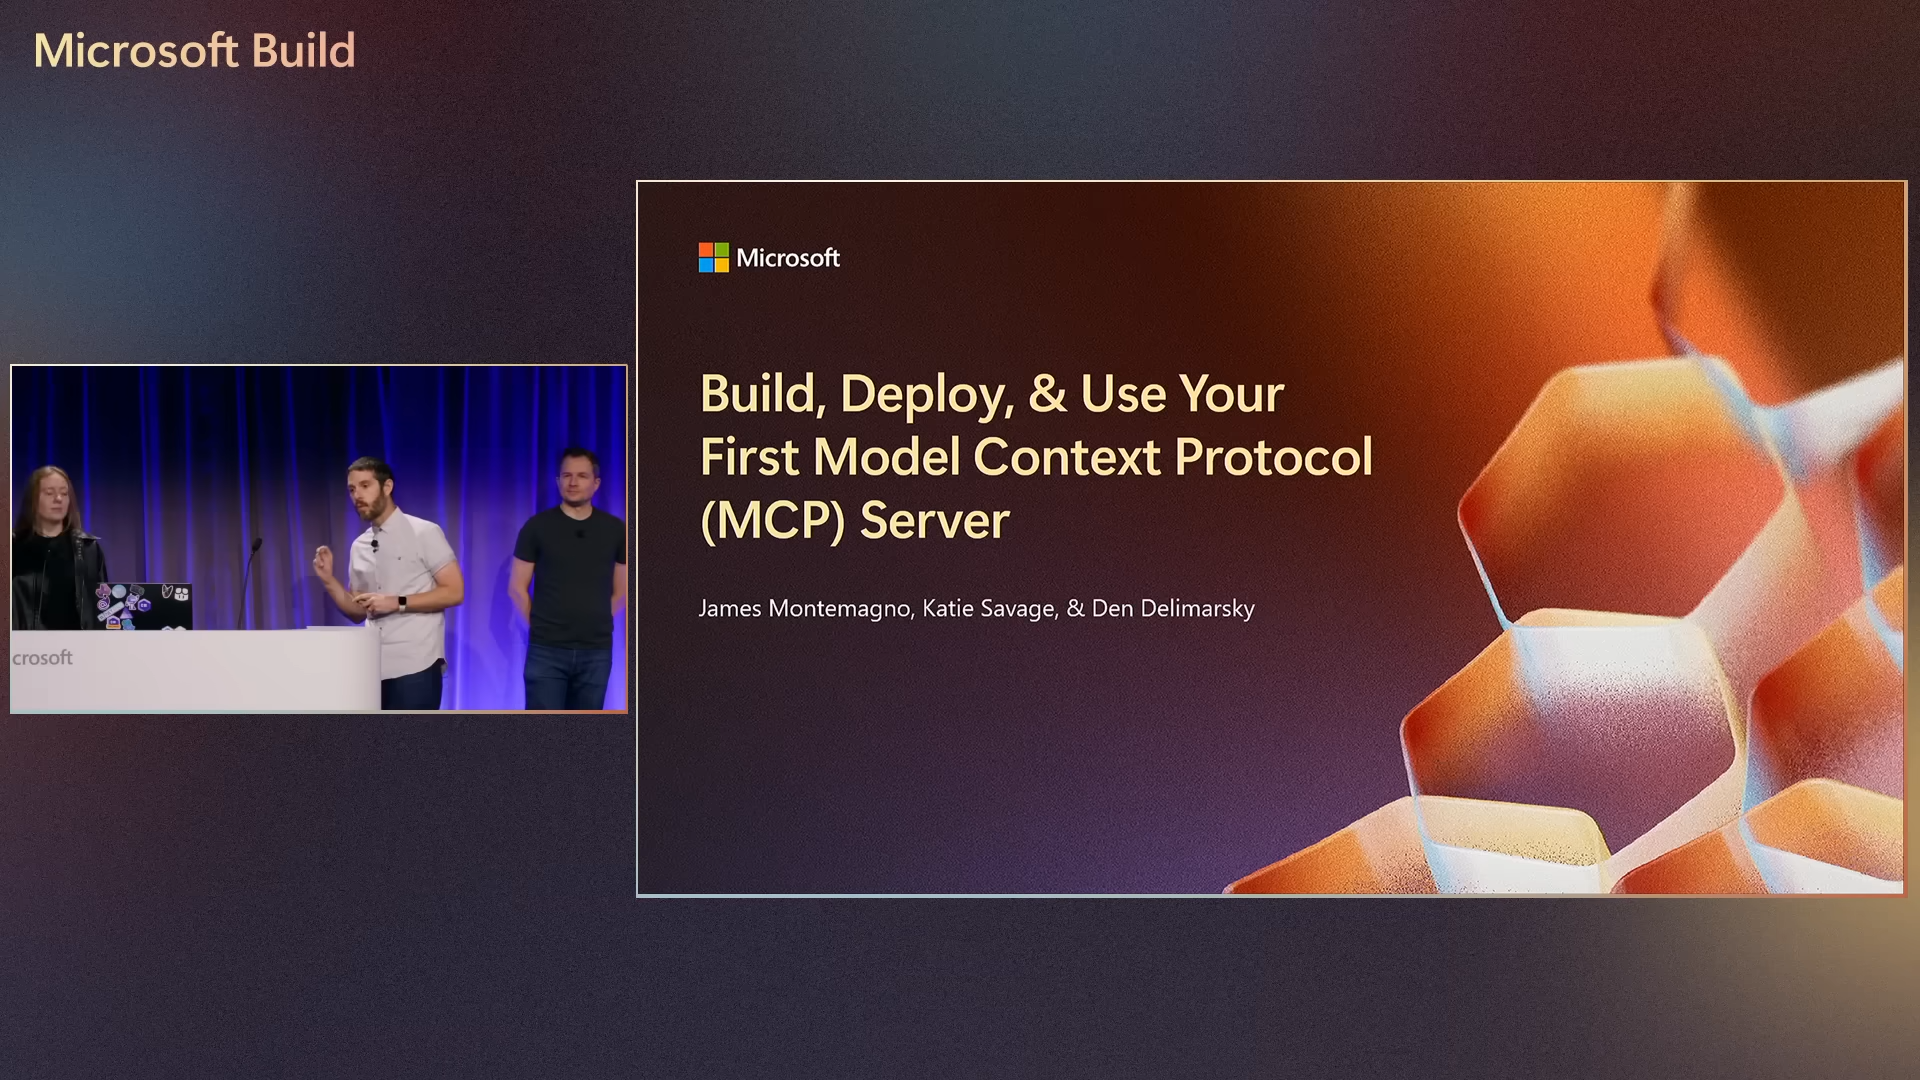 Microsoft Build
crosoft
Microsoft
Build, Deploy, & Use Your
First Model Context Protocol
(MCP) Server
James Montemagno, Katie Savage, & Den Delimarsky